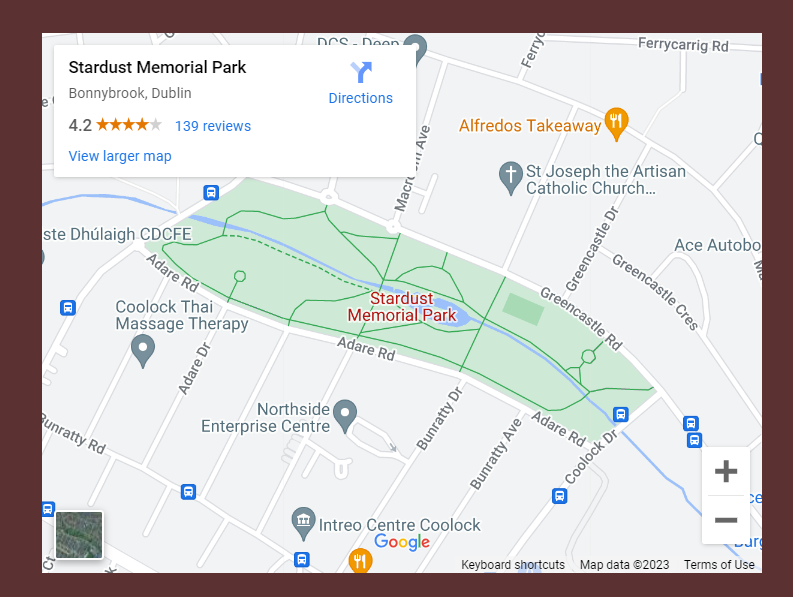 DCS - Deep
Ferrycarrig Rd
Stardust Memorial Park
Bonnybrook, Dublin
Directions
4.2
139 reviews
View larger map
Alfredos Takeaway
St Joseph the Artisan
Catholic Church...
ste Dhúlaigh CDCFE
Greencastle Dr
Ace Autobo
Greencastle Cres
Adare Rd
Coolock Thai
Massage Therapy
Stardust
Memorial Park
Greencastle Rd
Adare Rd
Adare Dr
Northside
Enterprise Centre
Bunratty Dr
Bunratty Ave
Adare Rd
Coolock Dr
Bunratty Rd
Intreo Centre Coolock
Google
Keyboard shortcuts
Map data ©2023
Terms of Use